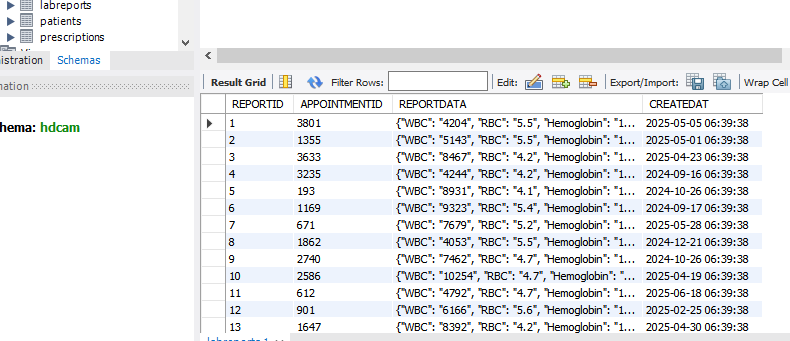 labreports
patients
prescriptions
inistration Schemas
nation
hema: hdcam
Result Grid Filter Rows: Edit: Export/Import: Wrap Cell
REPORTID APPOINTMENTID REPORTDATA CREATEDAT
1 3801 {"WBC": "4204", "RBC": "5.5", "Hemoglobin": "1... 2025-05-05 06:39:38
2 1355 {"WBC": "5143", "RBC": "5.5", "Hemoglobin": "1... 2025-05-01 06:39:38
3 3633 {"WBC": "8467", "RBC": "4.2", "Hemoglobin": "1... 2025-04-23 06:39:38
4 3235 {"WBC": "4244", "RBC": "4.2", "Hemoglobin": "1... 2024-09-16 06:39:38
5 193 {"WBC": "8931", "RBC": "4.1", "Hemoglobin": "1... 2024-10-26 06:39:38
6 1169 {"WBC": "9323", "RBC": "5.4", "Hemoglobin": "1... 2024-09-17 06:39:38
7 671 {"WBC": "7679", "RBC": "5.2", "Hemoglobin": "1... 2025-05-28 06:39:38
8 1862 {"WBC": "4053", "RBC": "5.5", "Hemoglobin": "1... 2024-12-21 06:39:38
9 2740 {"WBC": "7462", "RBC": "4.7", "Hemoglobin": "1... 2024-10-26 06:39:38
10 2586 {"WBC": "10254", "RBC": "4.7", "Hemoglobin": "... 2025-04-19 06:39:38
11 612 {"WBC": "4792", "RBC": "4.7", "Hemoglobin": "1... 2025-06-18 06:39:38
12 901 {"WBC": "6166", "RBC": "5.6", "Hemoglobin": "1... 2025-02-25 06:39:38
13 1647 {"WBC": "8392", "RBC": "4.2", "Hemoglobin": "1... 2025-04-30 06:39:38